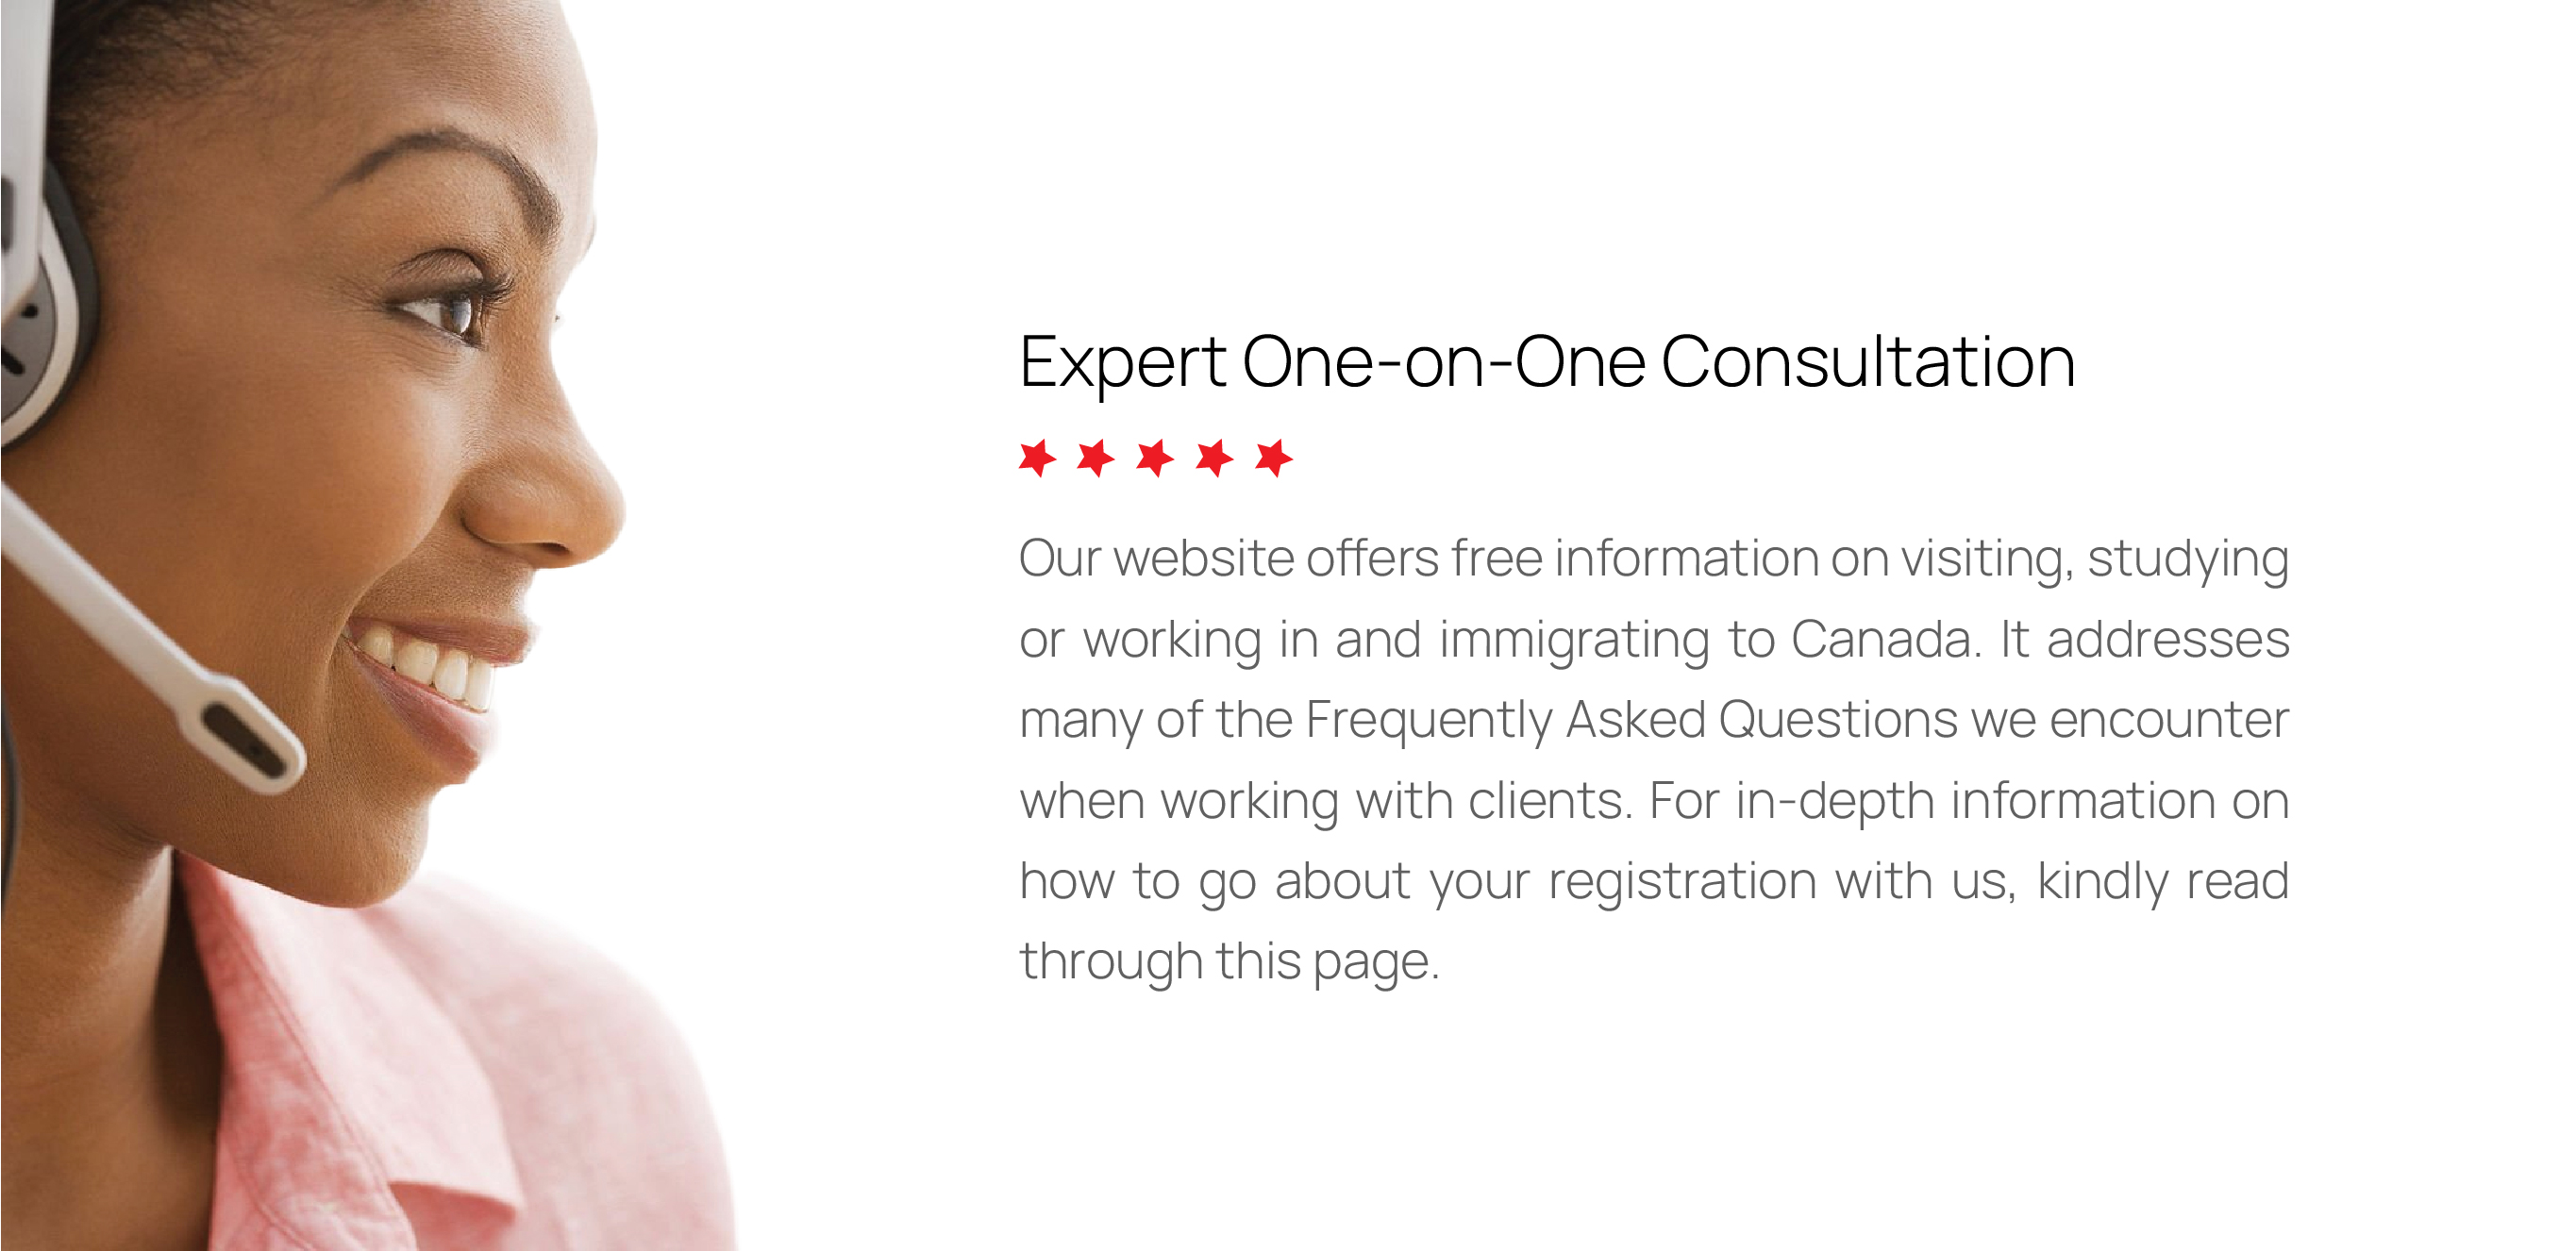 Expert One-on-One Consultation
Our website offers free information on visiting, studying
or working in and immigrating to Canada. It addresses
many of the Frequently Asked Questions we encounter
when working with clients. For in-depth information on
how to go about your registration with us, kindly read
through this page.